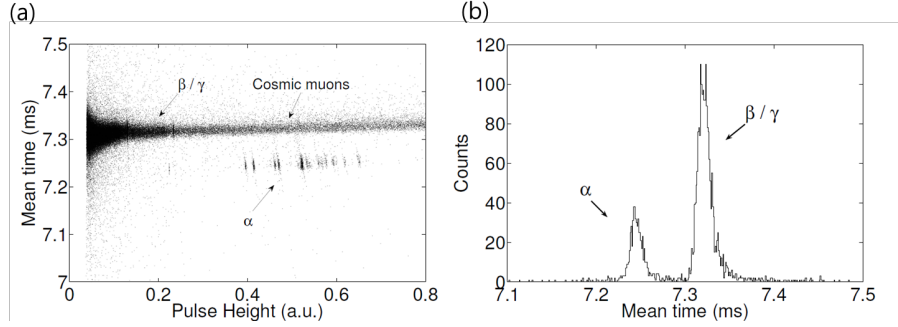 (a)
7.5
7.4
7.3
7.2
7.1
7
Mean time (ms)
β / γ
Cosmic muons
α
0
0.2
0.4
0.6
0.8
Pulse Height (a.u.)
(b)
120
100
80
60
40
20
0
Counts
α
β / γ
7.1
7.2
7.3
7.4
7.5
Mean time (ms)